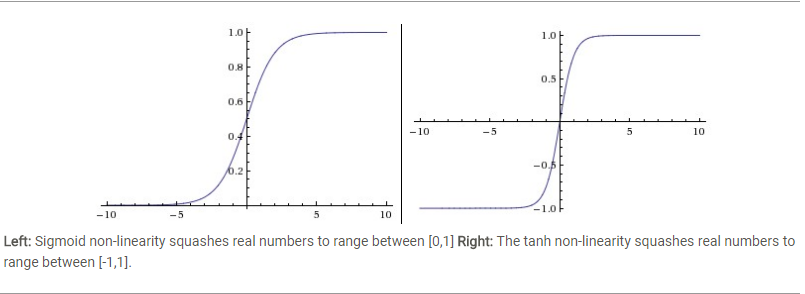 1.0
0.8
0.6
0.4
0.2
-10 -5 5 10
1.0
0.5
-10 -5 5 10
-0.5
-1.0
Left: Sigmoid non-linearity squashes real numbers to range between [0,1] Right: The tanh non-linearity squashes real numbers to
range between [-1,1].